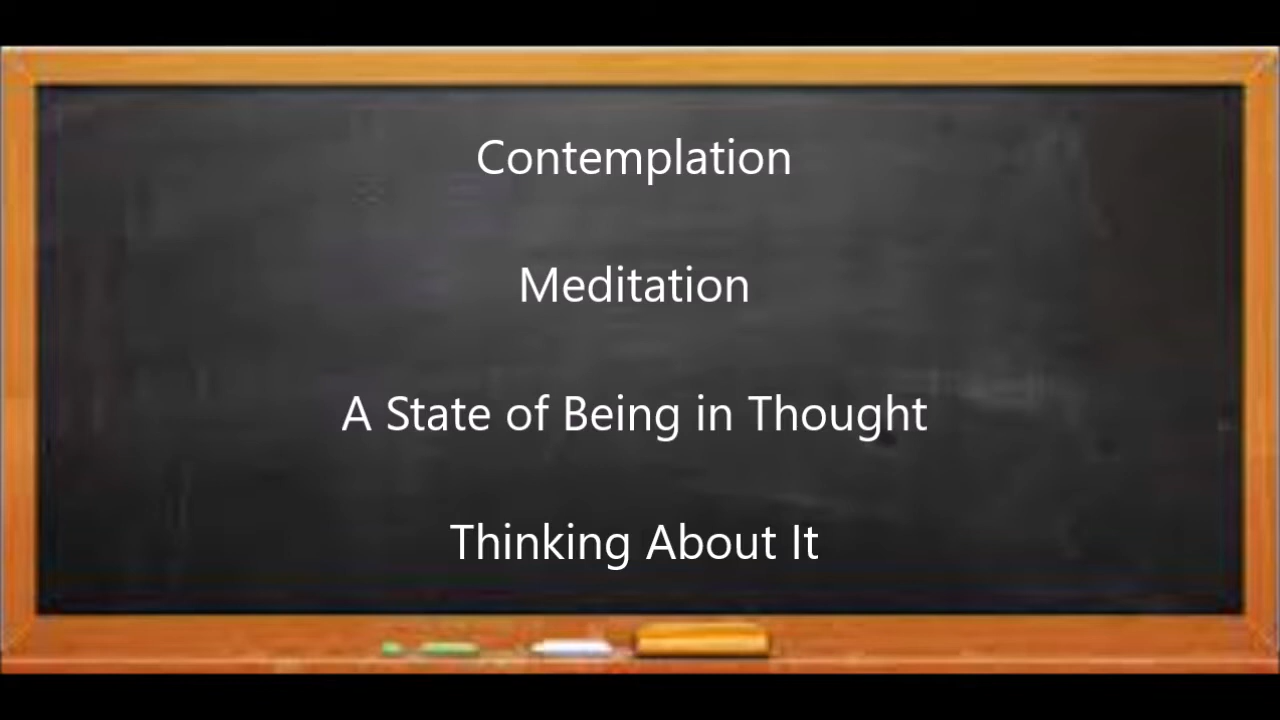 Contemplation
Meditation
A State of Being in Thought
Thinking About It